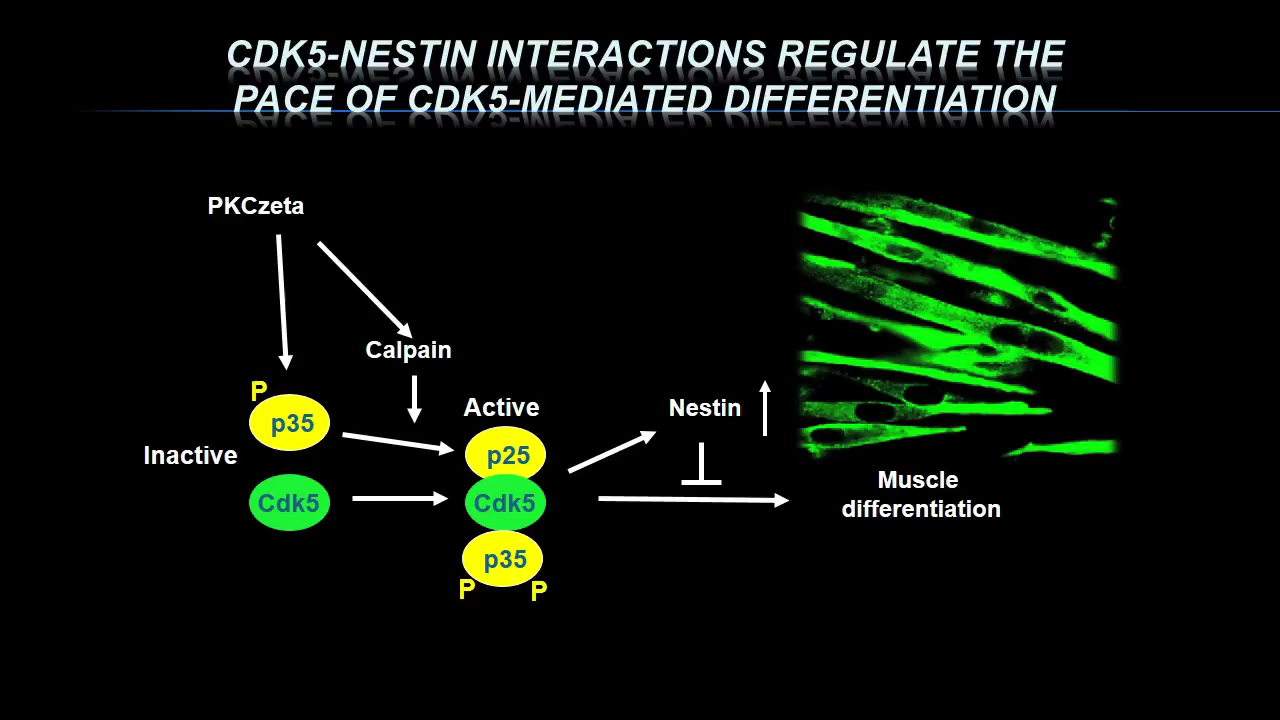 CDK5-NESTIN INTERACTIONS REGULATE THE
PACE OF CDK5-MEDIATED DIFFERENTIATION
PKCzeta
Calpain
P
p35
Inactive
Cdk5
Active
p25
Cdk5
p35
P
P
Nestin
Muscle
differentiation